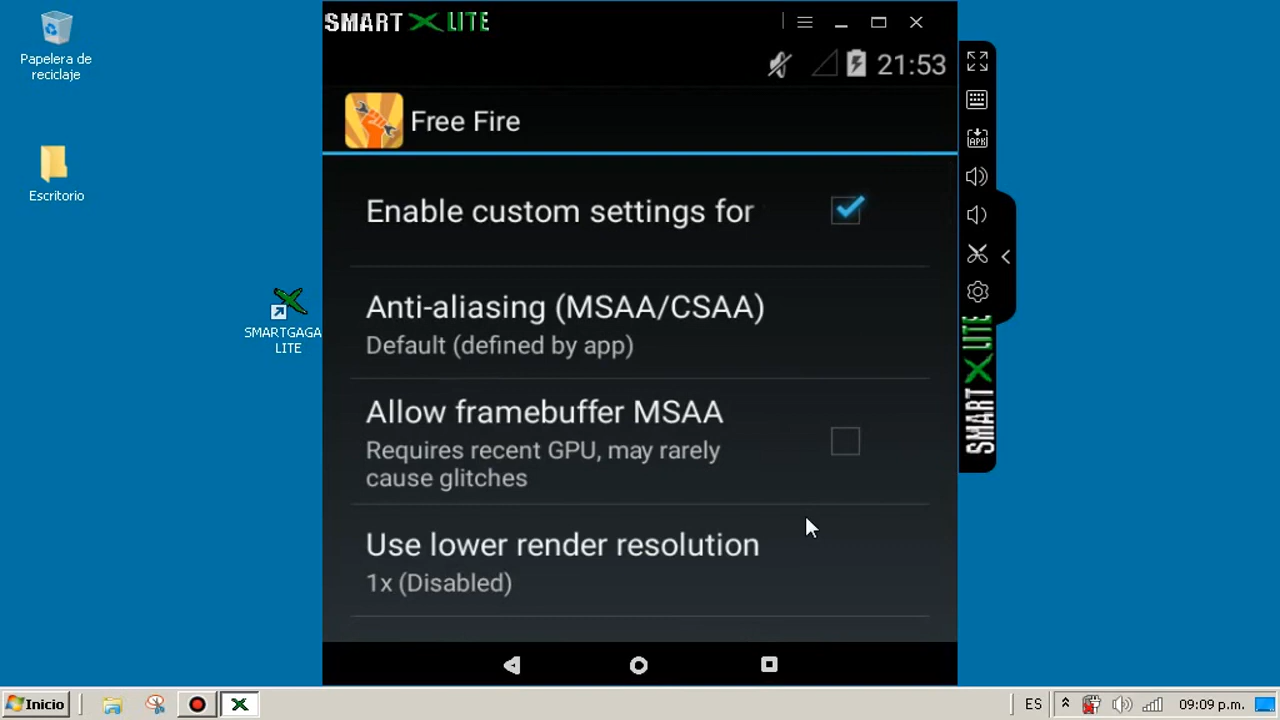 Papelera de
reciclaje
Escritorio
SMARTGAGA
LITE
SMART X LITE
21:53
Free Fire
Enable custom settings for
Anti-aliasing (MSAA/CSAA)
Default (defined by app)
Allow framebuffer MSAA
Requires recent GPU, may rarely
cause glitches
Use lower render resolution
1x (Disabled)
APK
SMART X LITE
Inicio
ES
09:09 p.m.